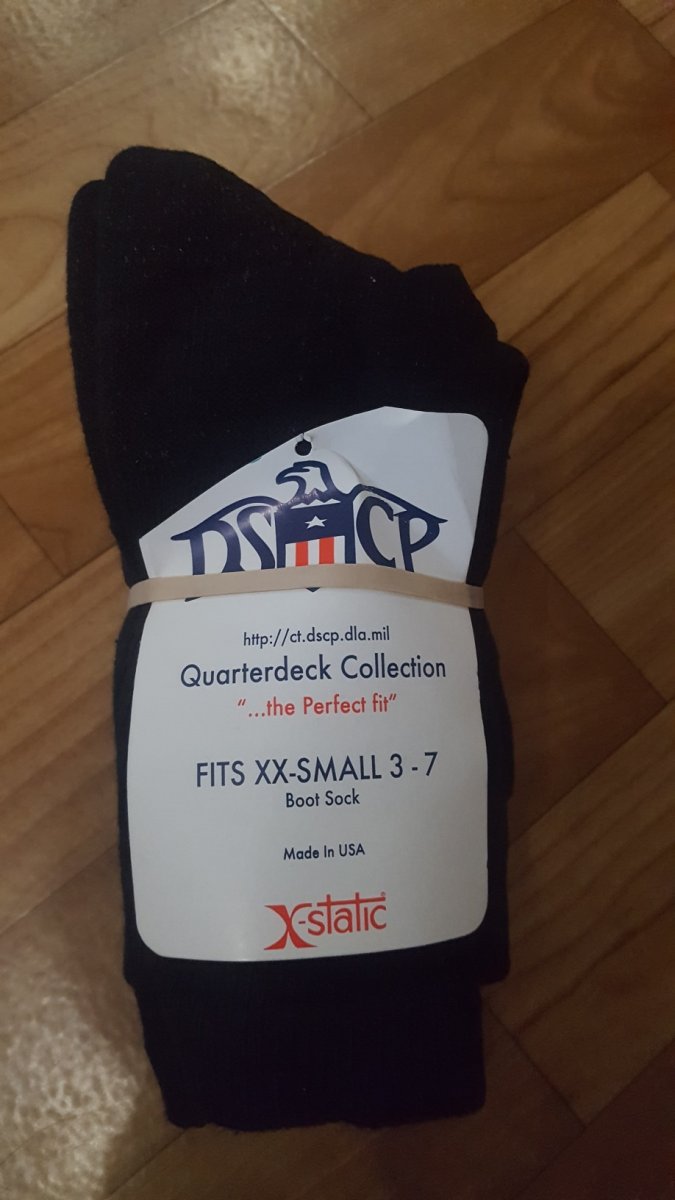 DSCP
http://ct.dscp.dla.mil
Quarterdeck Collection
“...the Perfect fit”
FITS XX-SMALL 3 - 7
Boot Sock
Made In USA
X-static®